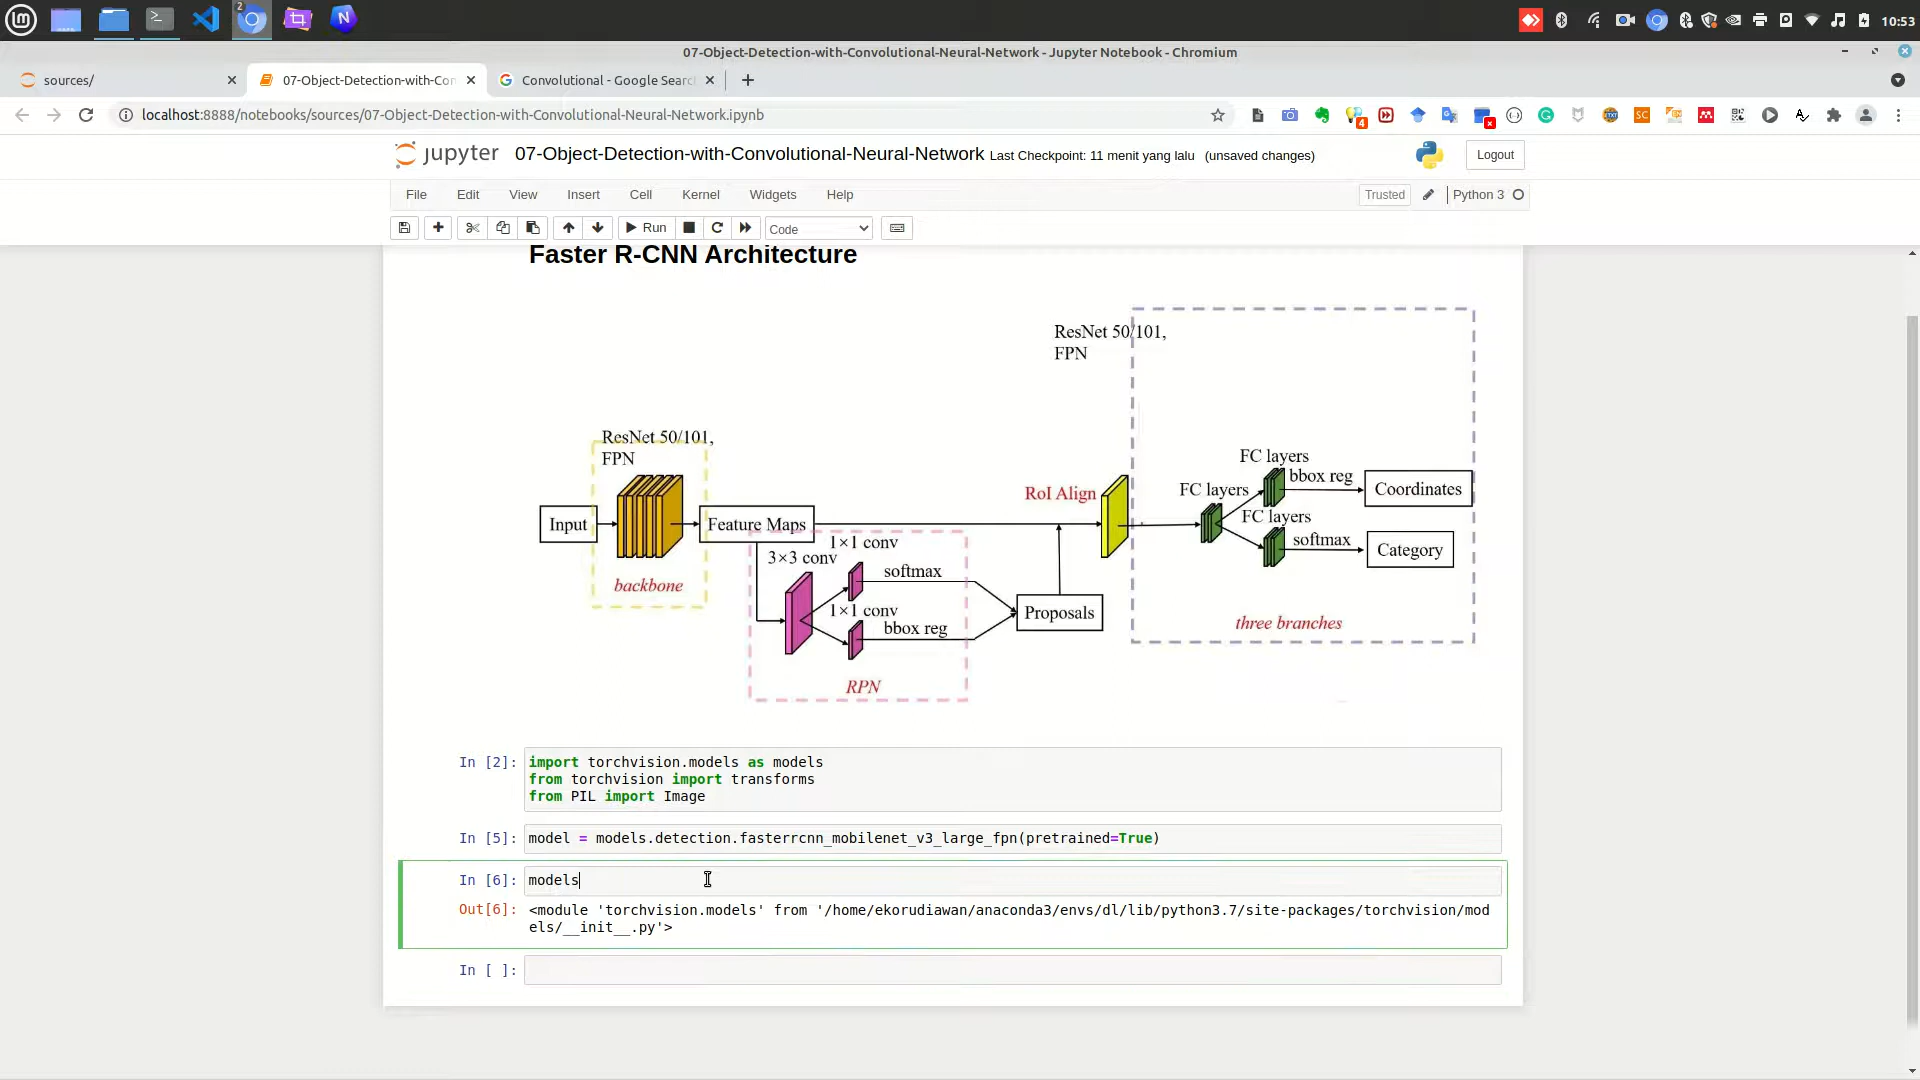 2
10:53
07-Object-Detection-with-Convolutional-Neural-Network - Jupyter Notebook - Chromium
sources/
07-Object-Detection-with-Con
Convolutional - Google Searc
localhost:8888/notebooks/sources/07-Object-Detection-with-Convolutional-Neural-Network.ipynb
4
SC
jupyter 07-Object-Detection-with-Convolutional-Neural-Network Last Checkpoint: 11 menit yang lalu (unsaved changes)
Logout
File Edit View Insert Cell Kernel Widgets Help
Trusted
Python 3
Run
Code
Faster R-CNN Architecture
ResNet 50/101,
FPN
ResNet 50/101,
FPN
Input
backbone
Feature Maps
3×3 conv
1×1 conv
softmax
1×1 conv
bbox reg
RPN
Proposals
RoI Align
FC layers
FC layers
bbox reg
Coordinates
FC layers
softmax
Category
three branches
In [2]: import torchvision.models as models
from torchvision import transforms
from PIL import Image
In [5]: model = models.detection.fasterrcnn_mobilenet_v3_large_fpn(pretrained=True)
In [6]: models
Out[6]: <module 'torchvision.models' from '/home/ekorudiawan/anaconda3/envs/dl/lib/python3.7/site-packages/torchvision/mod
els/__init__.py'>
In [ ]: